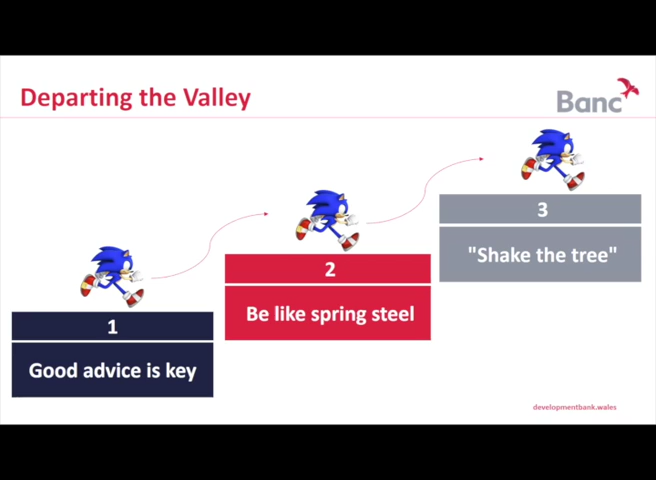 Departing the Valley
Banc
1
Good advice is key
2
Be like spring steel
3
"Shake the tree"
developmentbank.wales